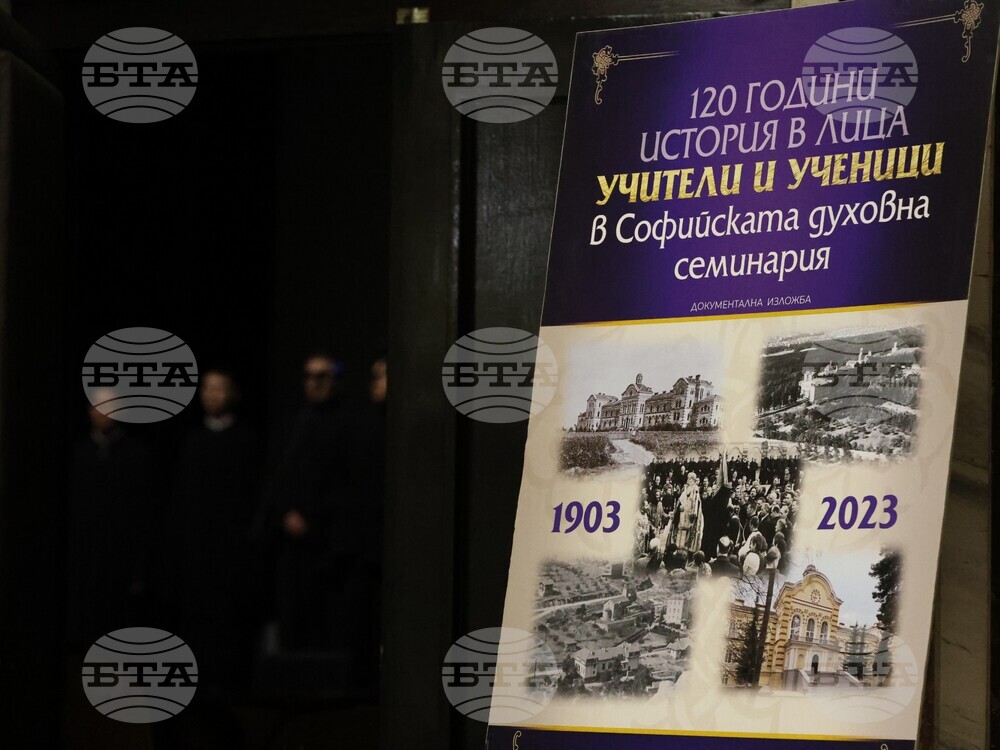 120 ГОДИНИ
ИСТОРИЯ В ЛИЦА
УЧИТЕЛИ И УЧЕНИЦИ
в Софийската духовна
семинария
ДОКУМЕНТАЛНА ИЗЛОЖБА
1903
2023
БТА
БТА
БТА
БТА
БТА
БТА
БТА
БТА
БТА